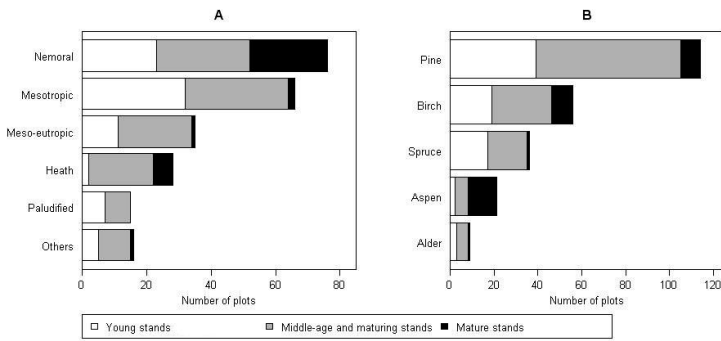 A
Nemoral
Mesotropic
Meso-eutropic
Heath
Paludified
Others
0 20 40 60 80
Number of plots
B
Pine
Birch
Spruce
Aspen
Alder
0 20 40 60 80 100 120
Number of plots
Young stands Middle-age and maturing stands Mature stands